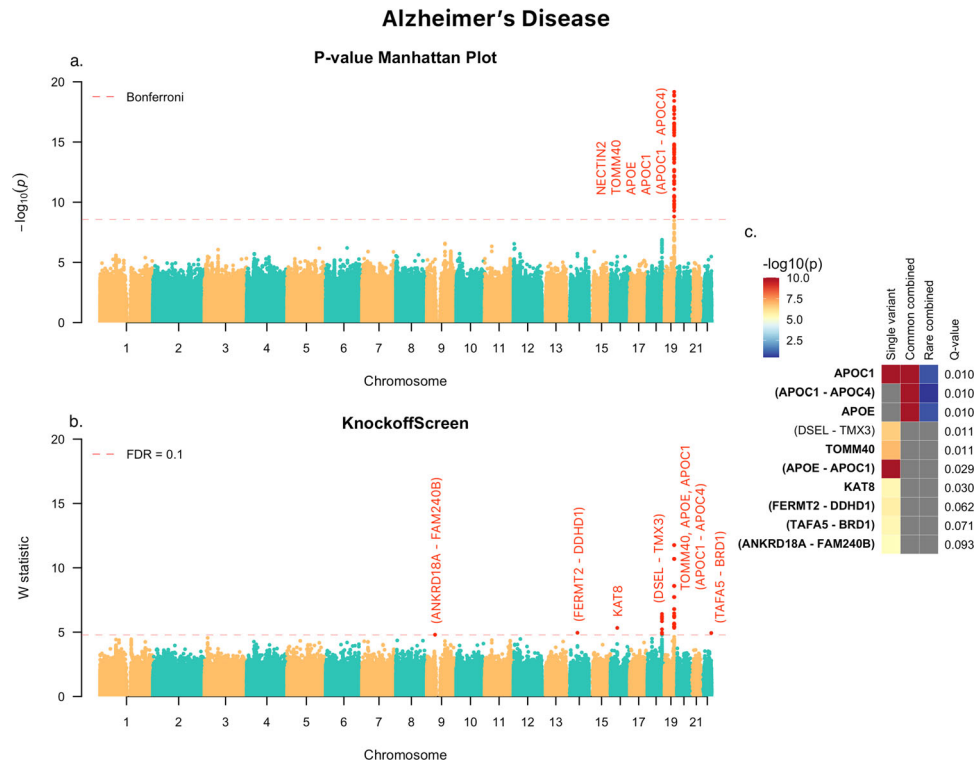 Alzheimer's Disease
a.
P-value Manhattan Plot
20
15
10
5
0
−log10(p)
Bonferroni
NECTIN2
TOMM40
APOE
APOC1
(APOC1 - APOC4)
1 2 3 4 5 6 7 8 9 10 11 12 13 15 17 19 21
Chromosome
b.
KnockoffScreen
20
15
10
5
0
W statistic
FDR = 0.1
(ANKRD18A - FAM240B)
(FERMT2 - DDHD1)
KAT8
(DSEL - TMX3)
TOMM40, APOE, APOC1
(APOC1 - APOC4)
(TAFA5 - BRD1)
1 2 3 4 5 6 7 8 9 10 11 12 13 15 17 19 21
Chromosome
c.
-log10(p)
10.0
7.5
5.0
2.5
Single variant
Common combined
Rare combined
Q-value
APOC1 0.010
(APOC1 - APOC4) 0.010
APOE 0.010
(DSEL - TMX3) 0.011
TOMM40 0.011
(APOE - APOC1) 0.029
KAT8 0.030
(FERMT2 - DDHD1) 0.062
(TAFA5 - BRD1) 0.071
(ANKRD18A - FAM240B) 0.093